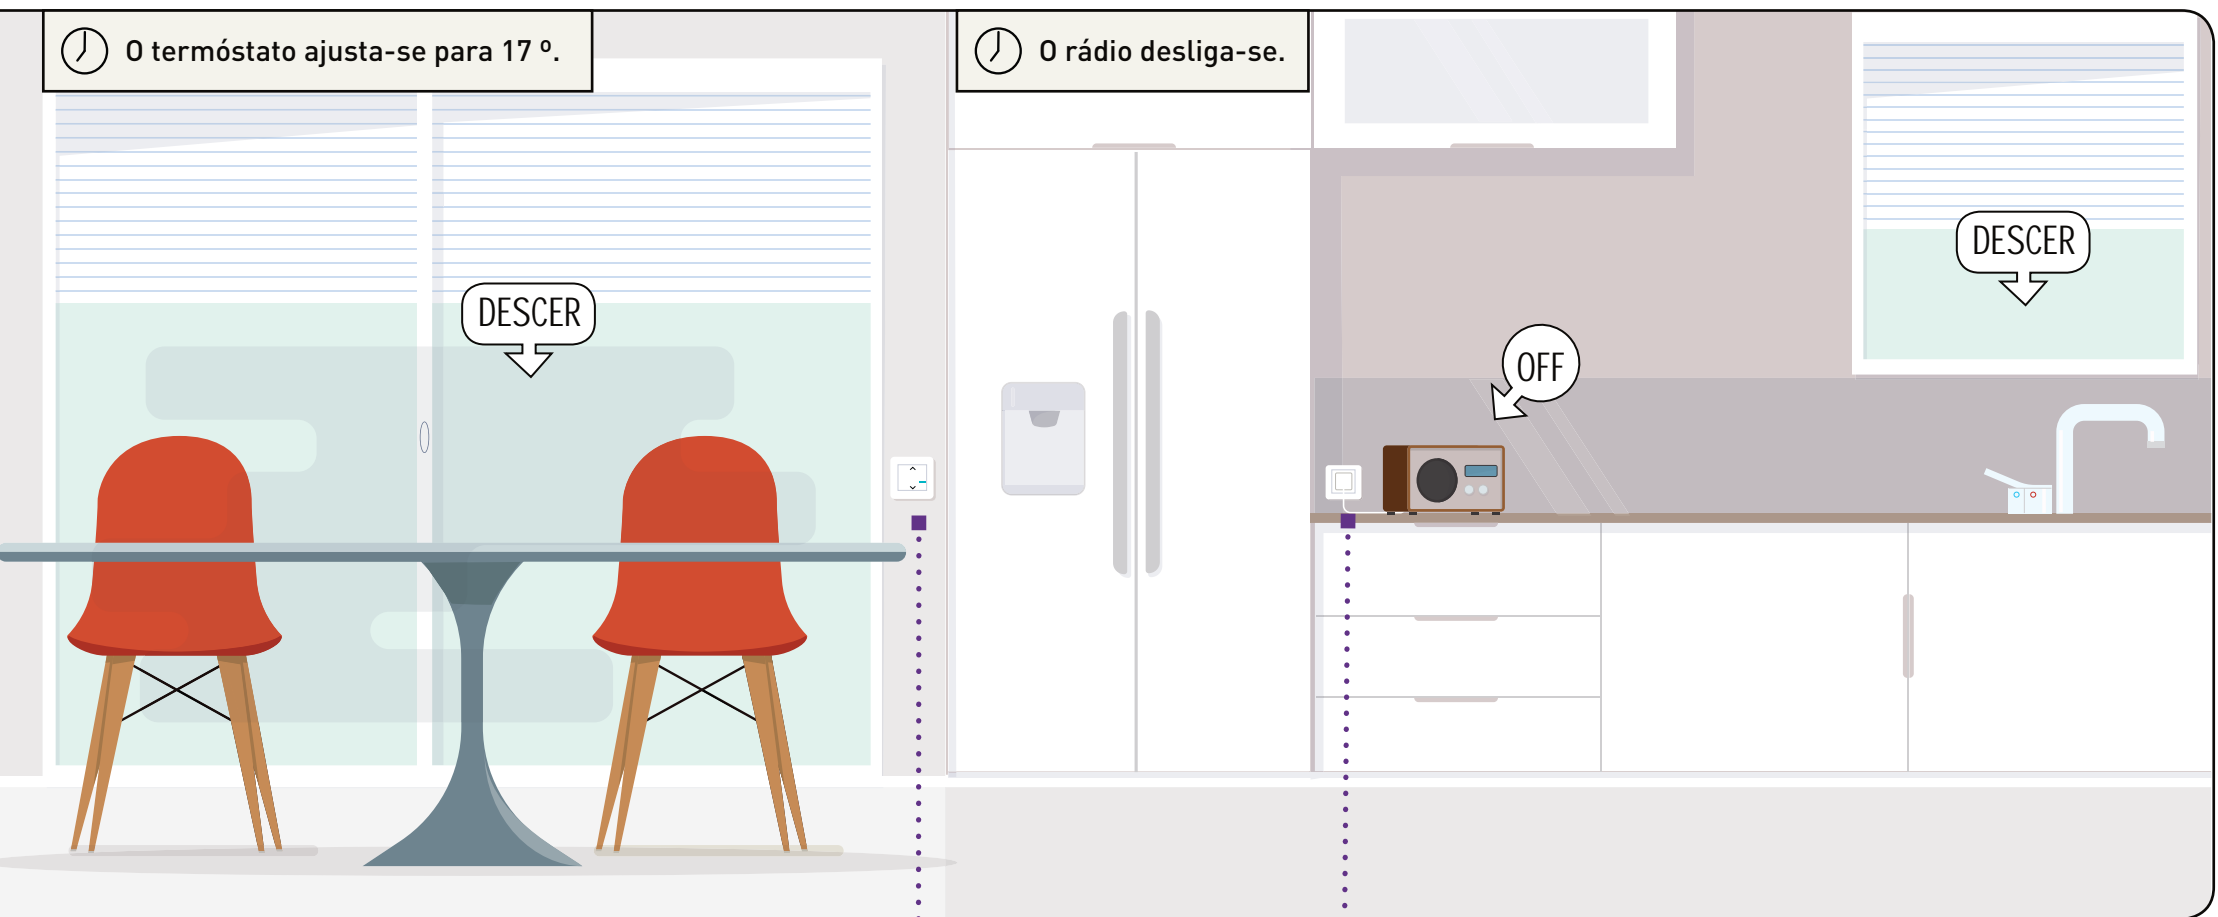 O termóstato ajusta-se para 17 º.
O rádio desliga-se.
DESCER
DESCER
OFF